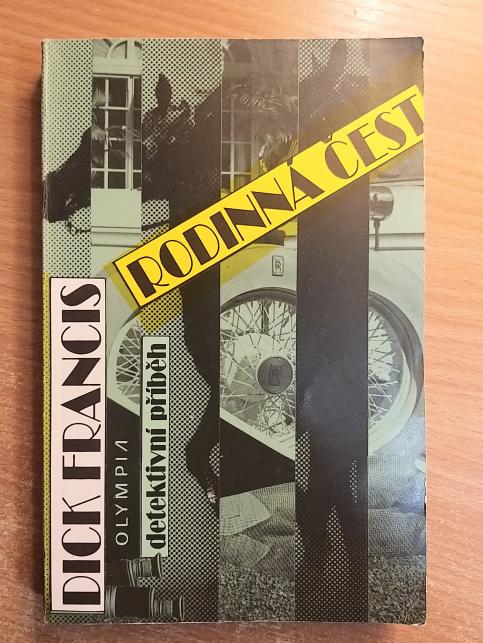 RODINNÁ ČEST
DICK FRANCIS
OLYMPIA
detektivní příběh